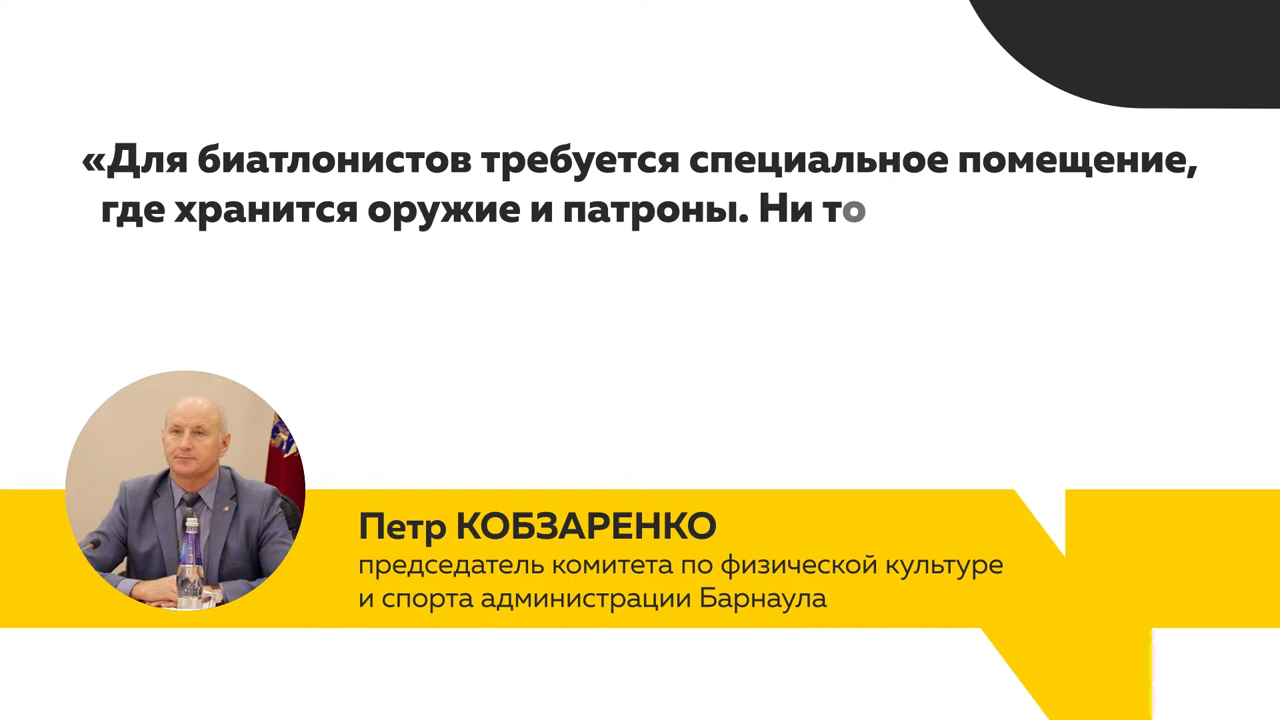 «Для биатлонистов требуется специальное помещение,
где хранится оружие и патроны. Ни то
Петр КОБЗАРЕНКО
председатель комитета по физической культуре
и спорта администрации Барнаула